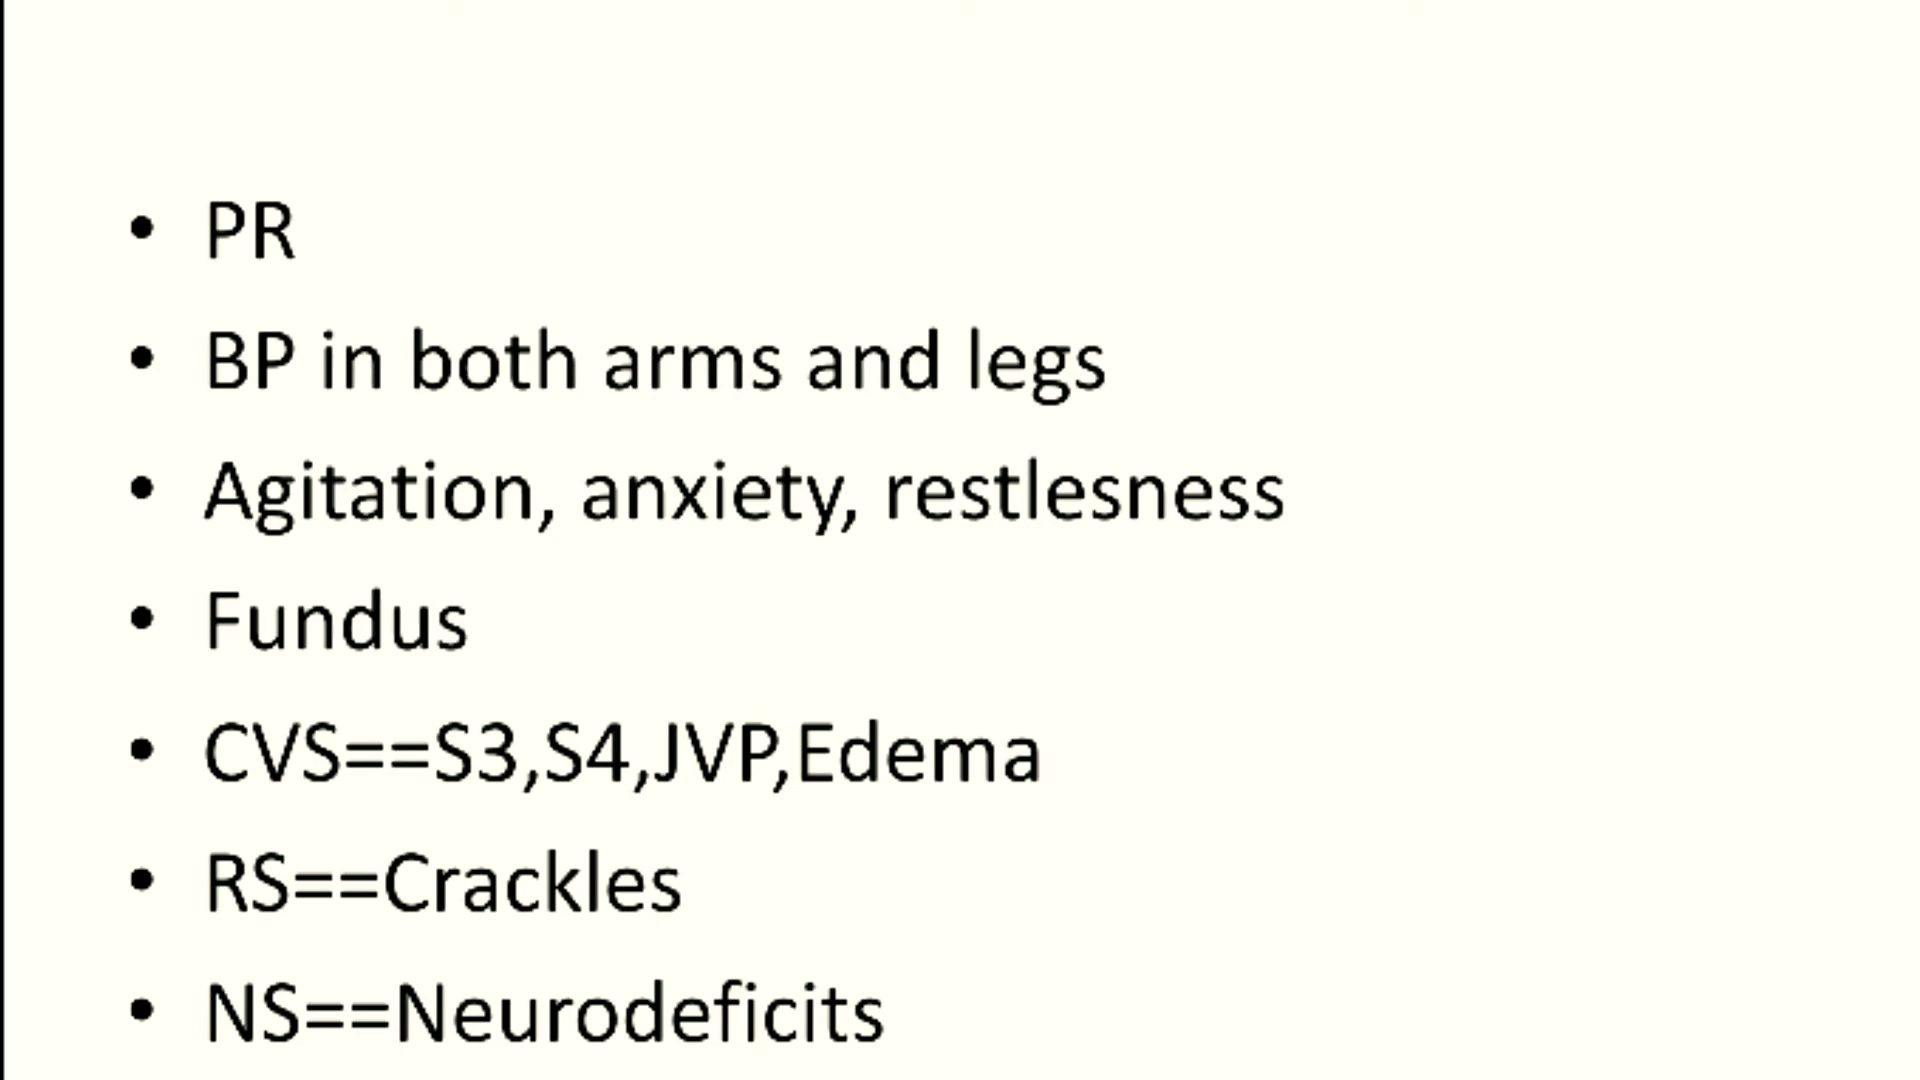 • PR
• BP in both arms and legs
• Agitation, anxiety, restlesness
• Fundus
• CVS==S3,S4,JVP,Edema
• RS==Crackles
• NS==Neurodeficits